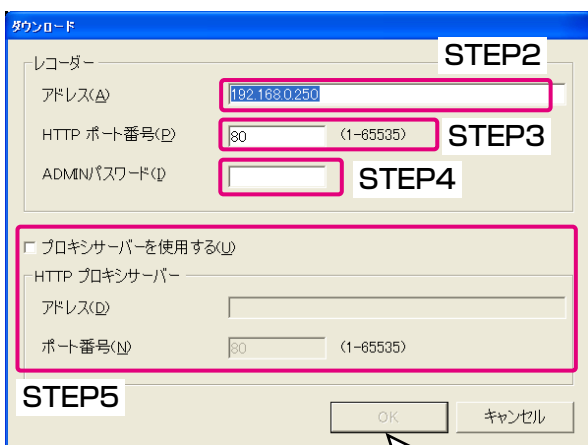 ダウンロード
レコーダー
STEP2
アドレス(A)
192.168.0.250
HTTP ポート番号(P)
80
(1-65535)
STEP3
ADMINパスワード(I)
STEP4
プロキシサーバーを使用する(U)
HTTP プロキシサーバー
アドレス(D)
ポート番号(N)
80
(1-65535)
STEP5
OK
キャンセル